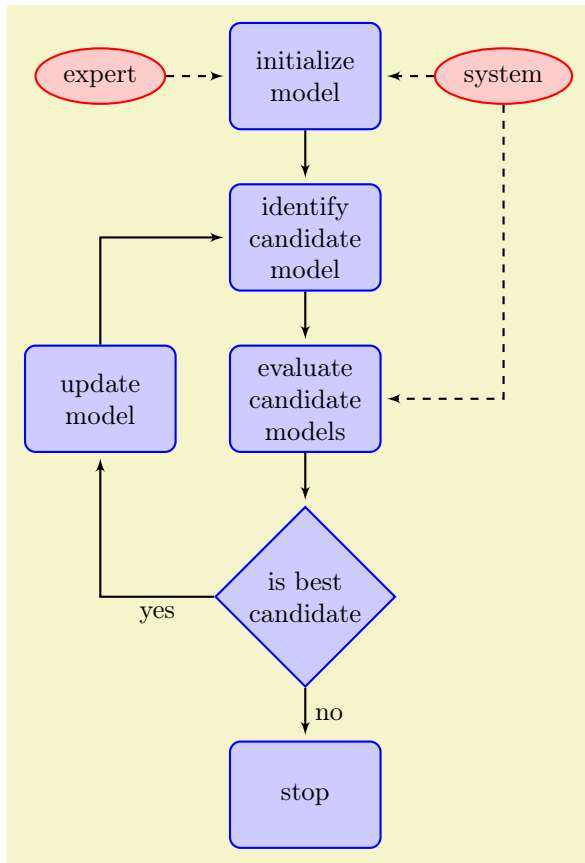 expert
initialize
model
system
identify
candidate
model
update
model
evaluate
candidate
models
is best
candidate
yes
no
stop